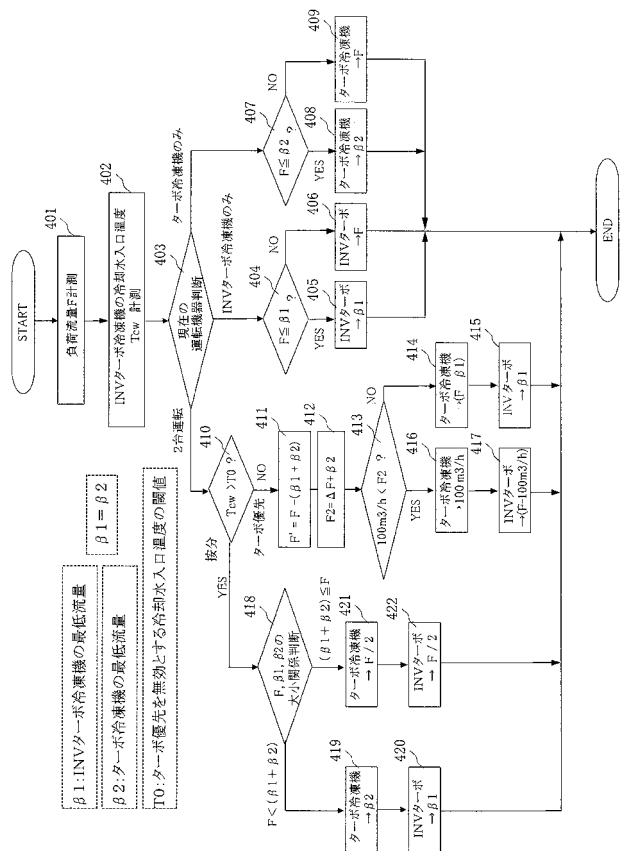 START
401
負荷流量F計測
402
INVターボ冷凍機の冷却水入口温度
Tcw 計測
403
現在の
運転機器判断
ターボ冷凍機のみ
INVターボ冷凍機のみ
2台運転
404
F≦β1 ?
YES
NO
405
INVターボ
→β1
406
INVターボ
→F
407
F≦β2 ?
YES
NO
408
ターボ冷凍機
→β2
409
ターボ冷凍機
→F
410
Tcw >T0 ?
YES
按分
NO
ターボ優先
411
F' = F −(β1+β2)
412
F2=ΔF+β2
413
100m3/h < F2 ?
YES
NO
414
ターボ冷凍機
→(F β1)
415
INVターボ
→β1
416
ターボ冷凍機
→100 m3/h
417
INVターボ
→(F-100m3/h)
418
F, β1, β2の
大小関係判断
F<(β1+β2)
(β1+β2)≦F
419
ターボ冷凍機
→β2
420
INVターボ
→β1
421
ターボ冷凍機
→ F/2
422
INVターボ
→ F/2
END
β1:INVターボ冷凍機の最低流量
β2:ターボ冷凍機の最低流量
β1=β2
T0:ターボ優先を無効とする冷却水入口温度の閾値